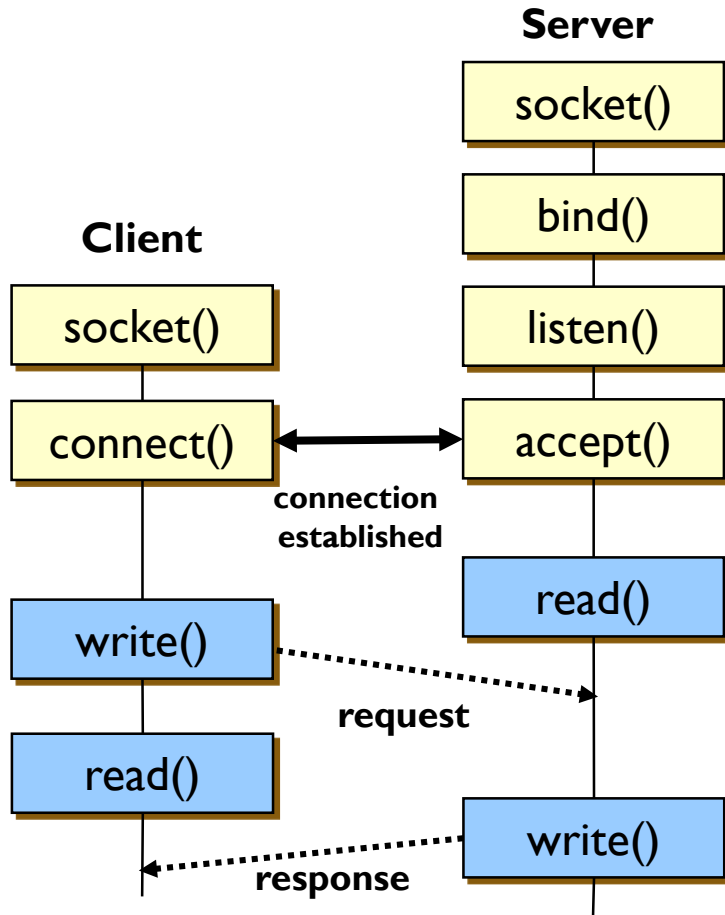 Server
socket()
bind()
Client
socket()
listen()
connect()
accept()
connection
established
read()
write()
request
read()
write()
response